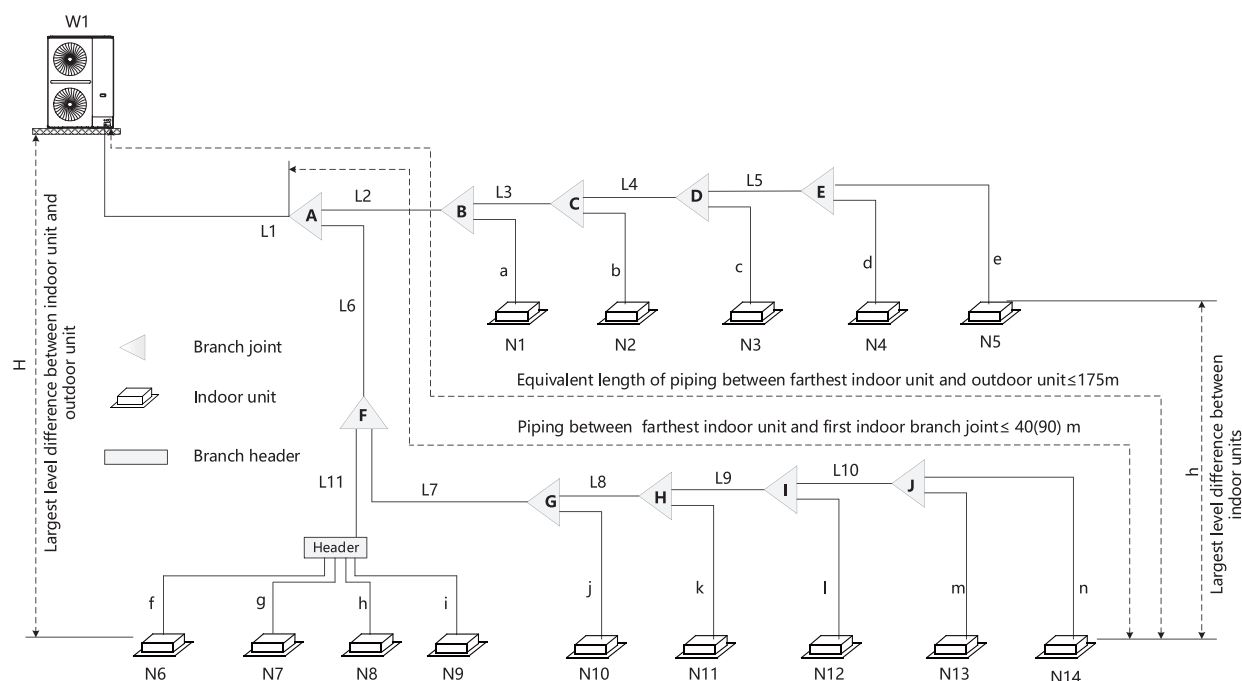 W1
L1
A
L2
B
L3
C
L4
D
L5
E
a
b
c
d
e
N1
N2
N3
N4
N5
L6
H
Largest level difference between indoor unit and
outdoor unit
Branch joint
Indoor unit
Branch header
Equivalent length of piping between farthest indoor unit and outdoor unit≤175m
Piping between farthest indoor unit and first indoor branch joint≤ 40(90) m
h
Largest level difference between
indoor units
F
L11
L7
G
L8
H
L9
I
L10
J
Header
f
g
h
i
j
k
l
m
n
N6
N7
N8
N9
N10
N11
N12
N13
N14